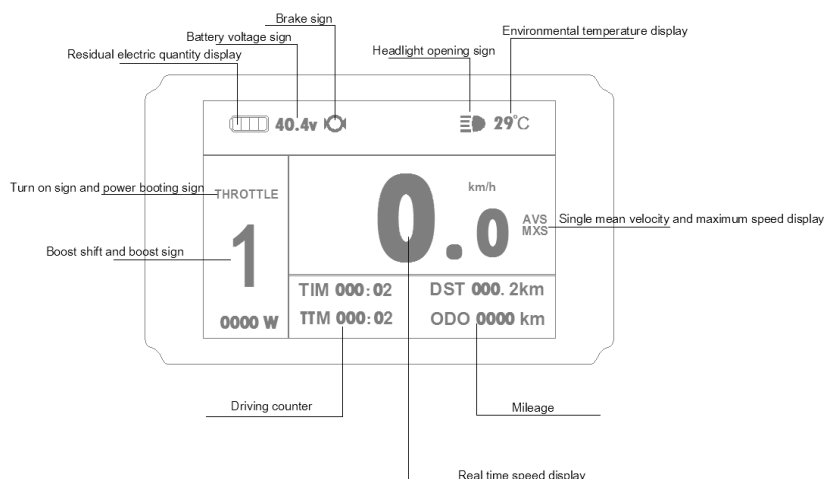 Brake sign
Battery voltage sign
Environmental temperature display
Residual electric quantity display
Headlight opening sign
40.4v
29°C
Turn on sign and power booting sign
THROTTLE
km/h
0.0
AVS
MXS
Single mean velocity and maximum speed display
Boost shift and boost sign
1
TIM 000:02
DST 000.2km
0000 W
TTM 000:02
ODO 0000 km
Driving counter
Mileage
Real time speed display